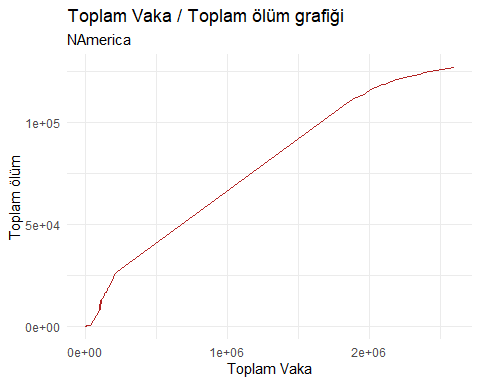 Toplam Vaka / Toplam ölüm grafiği
NAmerica
Toplam ölüm
1e+05
5e+04
0e+00
0e+00 1e+06 2e+06
Toplam Vaka